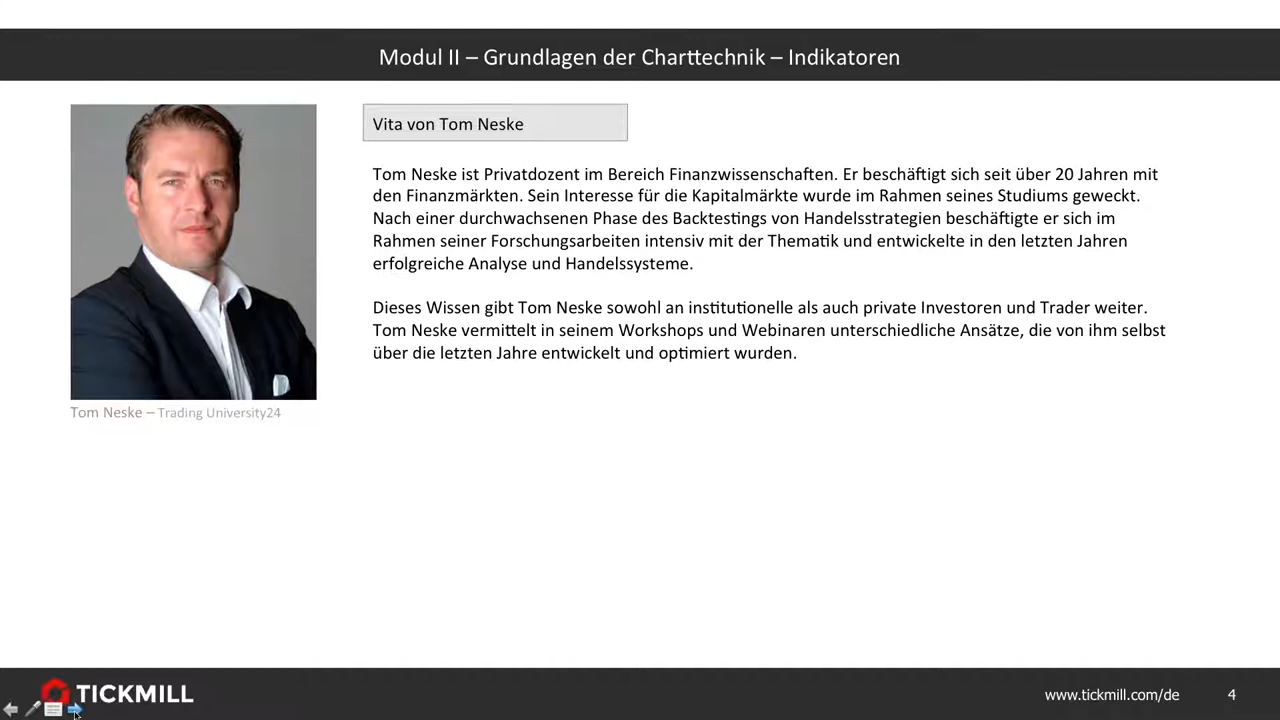 Modul II – Grundlagen der Charttechnik – Indikatoren
Vita von Tom Neske
Tom Neske ist Privatdozent im Bereich Finanzwissenschaften. Er beschäftigt sich seit über 20 Jahren mit
den Finanzmärkten. Sein Interesse für die Kapitalmärkte wurde im Rahmen seines Studiums geweckt.
Nach einer durchwachsenen Phase des Backtestings von Handelsstrategien beschäftigte er sich im
Rahmen seiner Forschungsarbeiten intensiv mit der Thematik und entwickelte in den letzten Jahren
erfolgreiche Analyse und Handelssysteme.
Dieses Wissen gibt Tom Neske sowohl an institutionelle als auch private Investoren und Trader weiter.
Tom Neske vermittelt in seinem Workshops und Webinaren unterschiedliche Ansätze, die von ihm selbst
über die letzten Jahre entwickelt und optimiert wurden.
Tom Neske – Trading University24
TICKMILL
www.tickmill.com/de
4